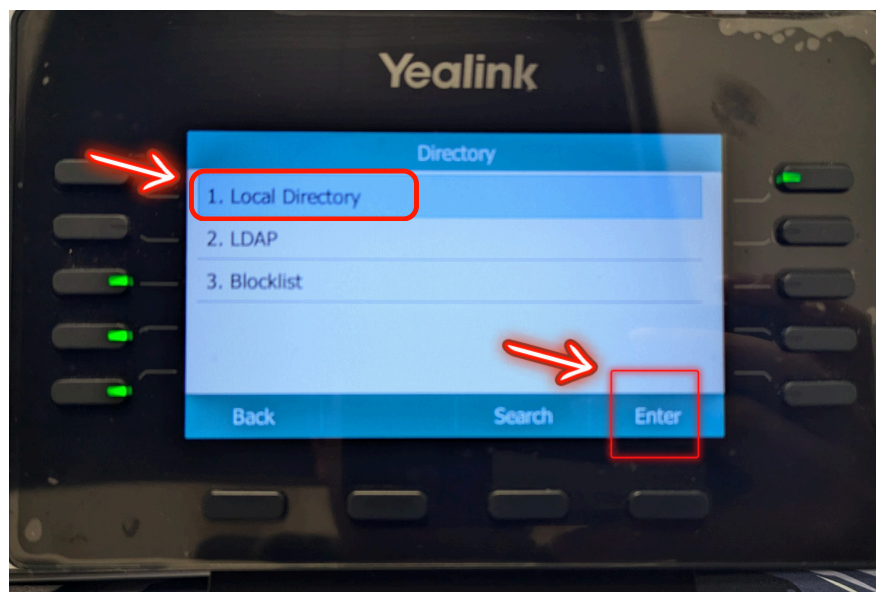 Yealink
Directory
1. Local Directory
2. LDAP
3. Blocklist
Back Search Enter